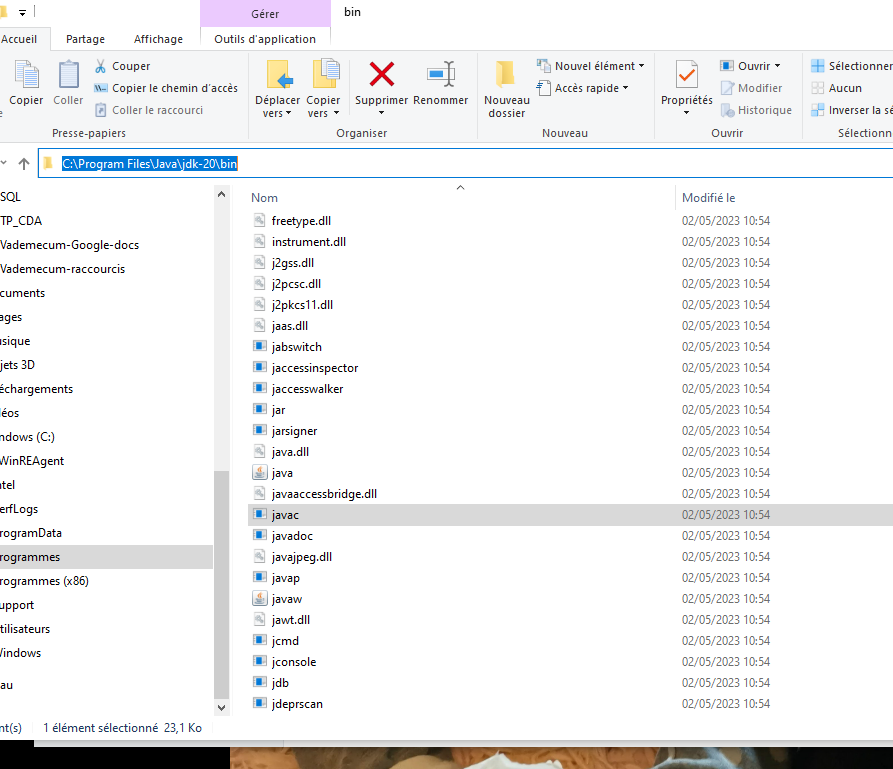 Gérer
bin
Accueil
Partage
Affichage
Outils d'application
Copier
Coller
Couper
Copier le chemin d'accès
Coller le raccourci
Presse-papiers
Déplacer vers
Copier vers
Supprimer
Renommer
Organiser
Nouveau dossier
Nouvel élément
Accès rapide
Nouveau
Propriétés
Ouvrir
Modifier
Historique
Ouvrir
Sélectionner
Aucun
Inverser la sé
Sélection
C:\Program Files\Java\jdk-20\bin
SQL
TP_CDA
Vademecum-Google-docs
Vademecum-raccourcis
cuments
ages
usique
jets 3D
échargements
déos
ndows (C:)
WinREAgent
ntel
erfLogs
rogramData
rogrammes
rogrammes (x86)
upport
tilisateurs
Windows
au
Nom
Modifié le
freetype.dll 02/05/2023 10:54
instrument.dll 02/05/2023 10:54
j2gss.dll 02/05/2023 10:54
j2pcsc.dll 02/05/2023 10:54
j2pkcs11.dll 02/05/2023 10:54
jaas.dll 02/05/2023 10:54
jabswitch 02/05/2023 10:54
jaccessinspector 02/05/2023 10:54
jaccesswalker 02/05/2023 10:54
jar 02/05/2023 10:54
jarsigner 02/05/2023 10:54
java.dll 02/05/2023 10:54
java 02/05/2023 10:54
javaaccessbridge.dll 02/05/2023 10:54
javac 02/05/2023 10:54
javadoc 02/05/2023 10:54
javajpeg.dll 02/05/2023 10:54
javap 02/05/2023 10:54
javaw 02/05/2023 10:54
jawt.dll 02/05/2023 10:54
jcmd 02/05/2023 10:54
jconsole 02/05/2023 10:54
jdb 02/05/2023 10:54
jdeprscan 02/05/2023 10:54
nt(s)
1 élément sélectionné 23,1 Ko